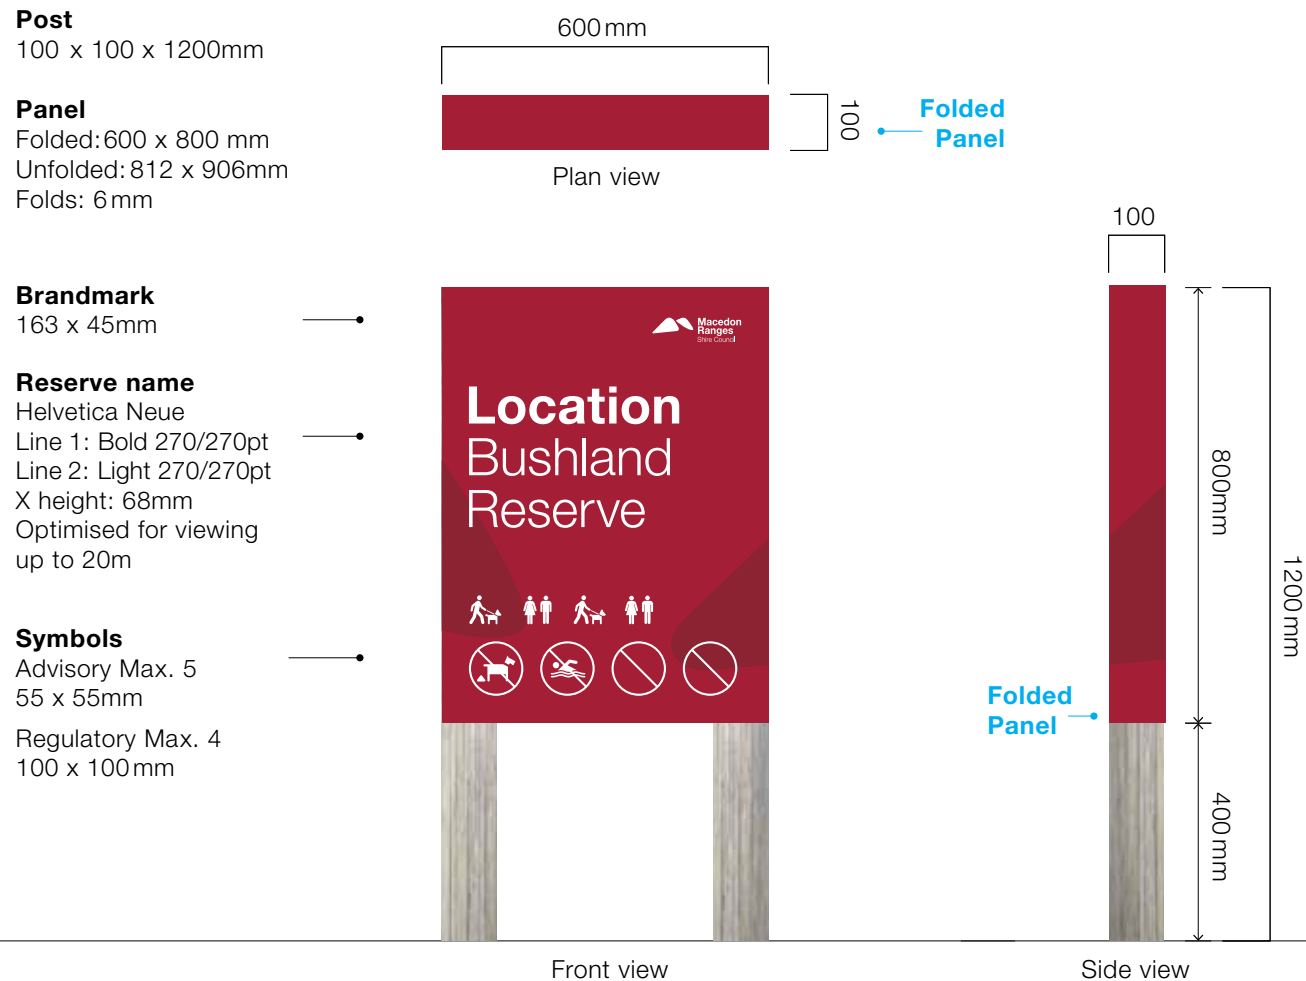 Post
100 x 100 x 1200mm
Panel
Folded: 600 x 800 mm
Unfolded: 812 x 906mm
Folds: 6mm
Brandmark
163 x 45mm
Reserve name
Helvetica Neue
Line 1: Bold 270/270pt
Line 2: Light 270/270pt
X height: 68mm
Optimised for viewing
up to 20m
Symbols
Advisory Max. 5
55 x 55mm
Regulatory Max. 4
100 x 100mm
600mm
100
Folded
Panel
Plan view
Macedon
Ranges
Shire Council
Location
Bushland
Reserve
Front view
100
800mm
1200mm
Folded
Panel
400mm
Side view